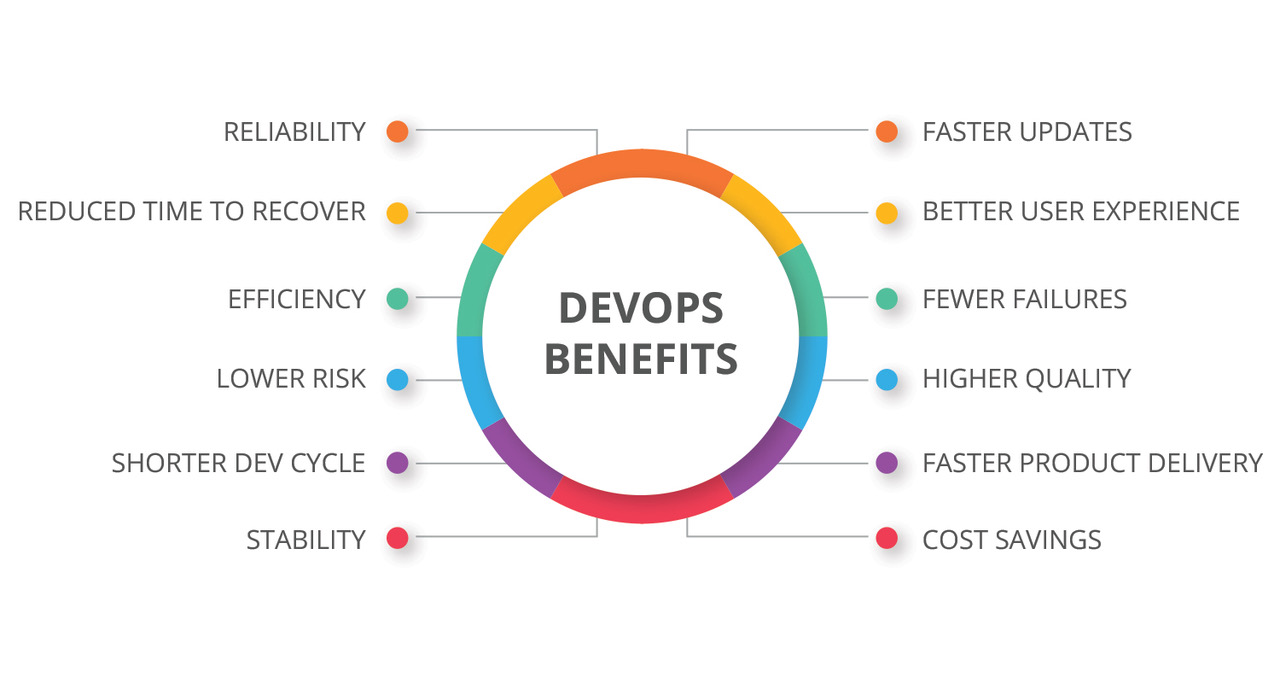 RELIABILITY
REDUCED TIME TO RECOVER
EFFICIENCY
LOWER RISK
SHORTER DEV CYCLE
STABILITY
DEVOPS
BENEFITS
FASTER UPDATES
BETTER USER EXPERIENCE
FEWER FAILURES
HIGHER QUALITY
FASTER PRODUCT DELIVERY
COST SAVINGS